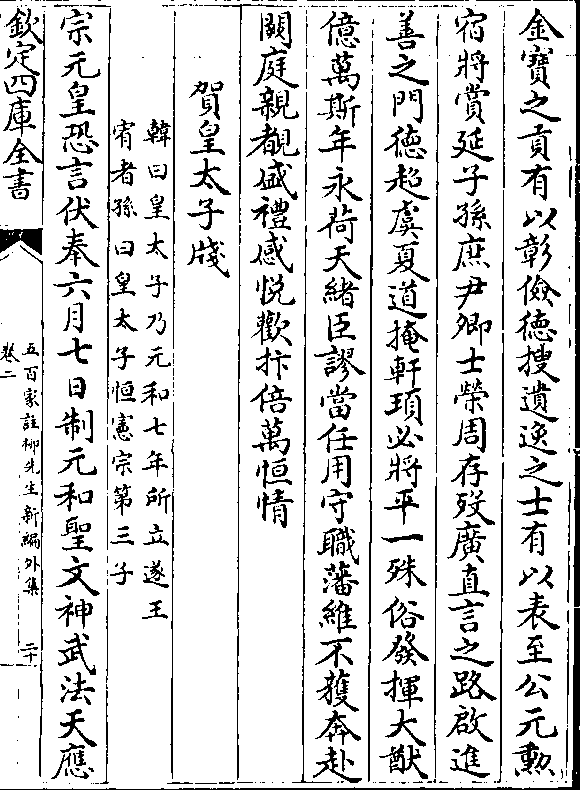 金寶之貢有以彰儉德搜遺逸之士有以表至公元勲
宿將賞延子孫庶尹卿士榮周存歿廣直言之路啟進
善之門德超虞夏道掩軒頊必將平一殊俗發揮大猷
億萬斯年永荷天緒臣謬當任用守職藩維不獲奔赴
闕庭親覩盛禮感悦歡抃倍萬恒情
賀皇太子牋
韓曰皇太子乃元和七年所立遂王
宥者孫曰皇太子恒憲宗第三子
宗元皇恐言伏奉六月七日制元和聖文神武法天應
欽定四庫全書
五百家註柳先生新編外集
卷二
二十